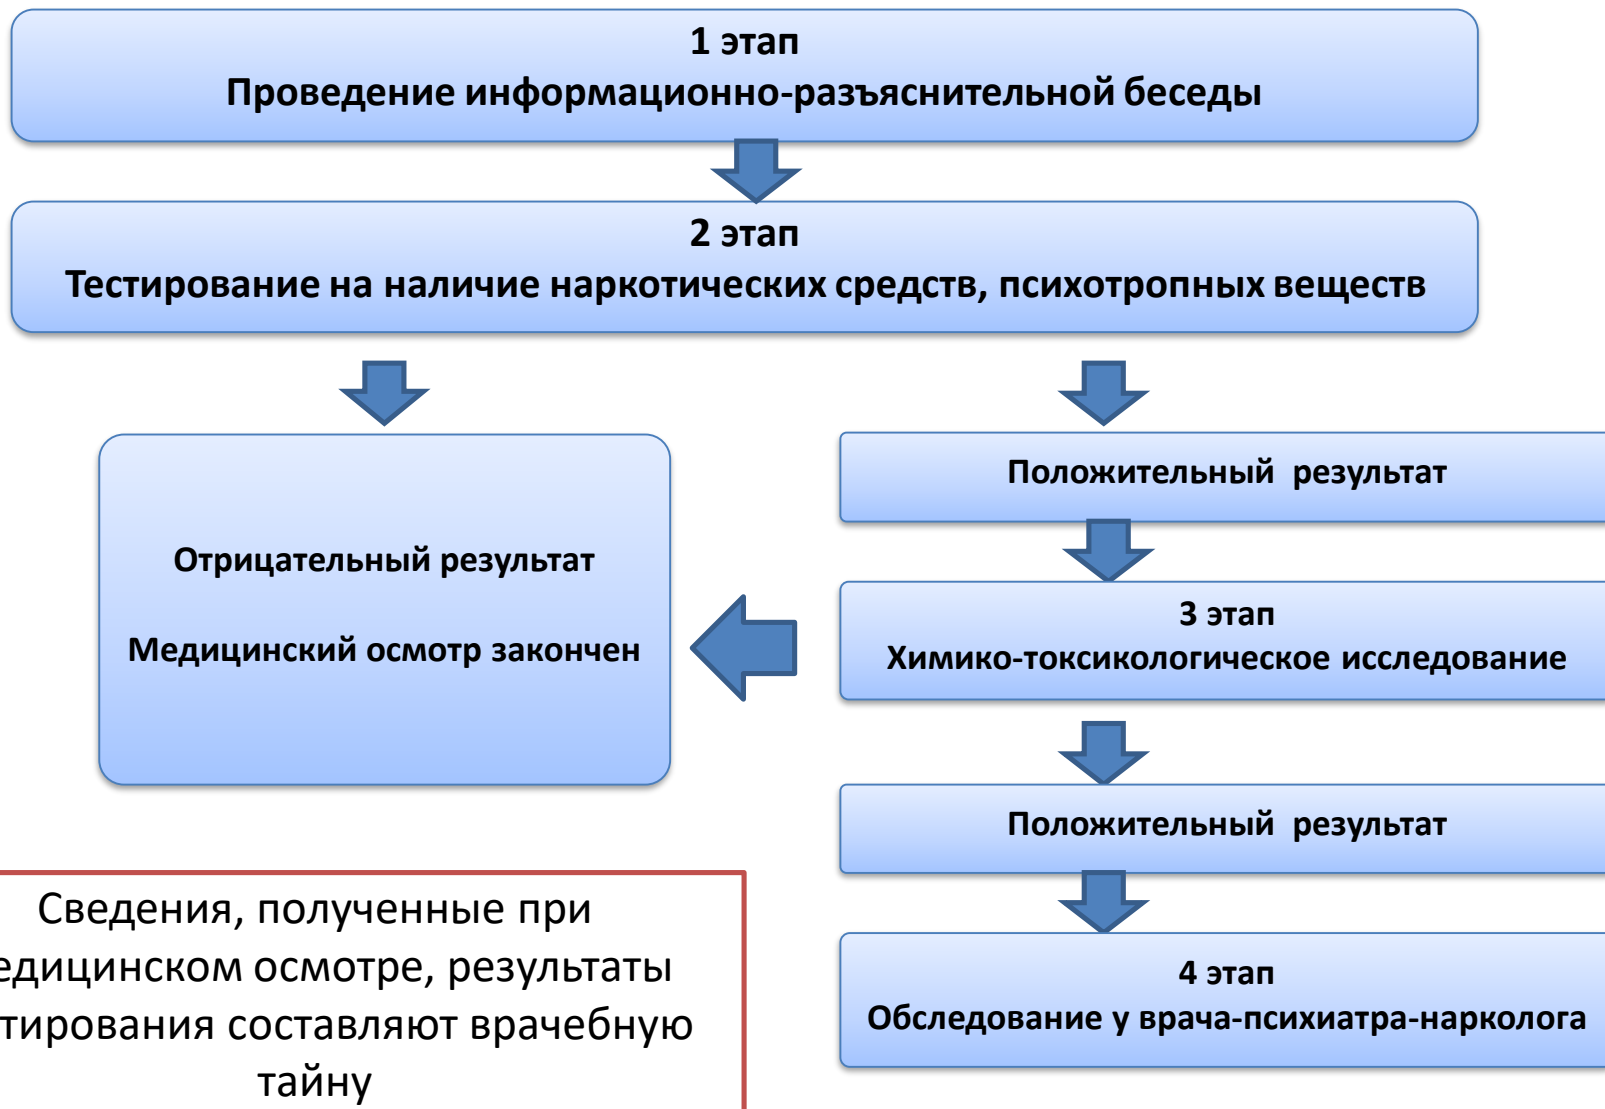 1 этап
Проведение информационно-разъяснительной беседы
2 этап
Тестирование на наличие наркотических средств, психотропных веществ
Отрицательный результат
Медицинский осмотр закончен
Положительный результат
3 этап
Химико-токсикологическое исследование
Положительный результат
4 этап
Обследование у врача-психиатра-нарколога
Сведения, полученные при
едицинском осмотре, результаты
тирования составляют врачебную
тайну